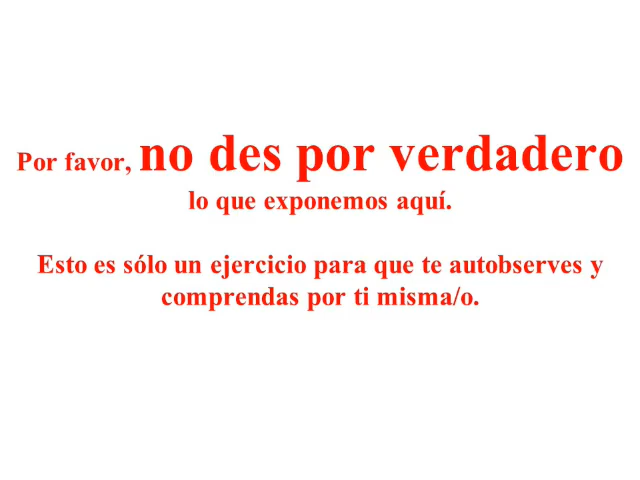 Por favor, no des por verdadero
lo que exponemos aquí.
Esto es sólo un ejercicio para que te autobserves y
comprendas por ti misma/o.